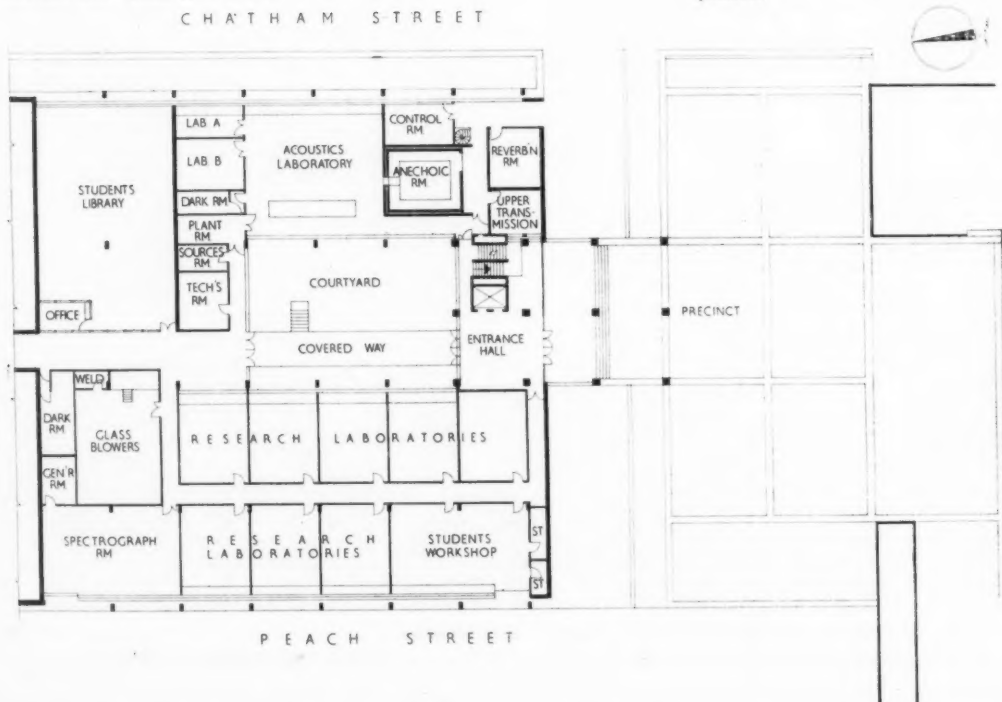 CHATHAM STREET
LAB. A
LAB. B
DARK RM.
PLANT
RM.
SOURCES
RM.
TECH'S
RM.
STUDENTS
LIBRARY
OFFICE
ACOUSTICS
LABORATORY
CONTROL
RM.
ANECHOIC
RM.
REVERB'N
RM.
UPPER
TRANS-
MISSION
COURTYARD
COVERED WAY
ENTRANCE
HALL
PRECINCT
WELD.
DARK
RM.
GLASS
BLOWERS
GEN'R
RM.
RESEARCH LABORATORIES
SPECTROGRAPH
RM
RESEARCH
LABORATORIES
STUDENTS
WORKSHOP
ST
ST
PEACH STREET